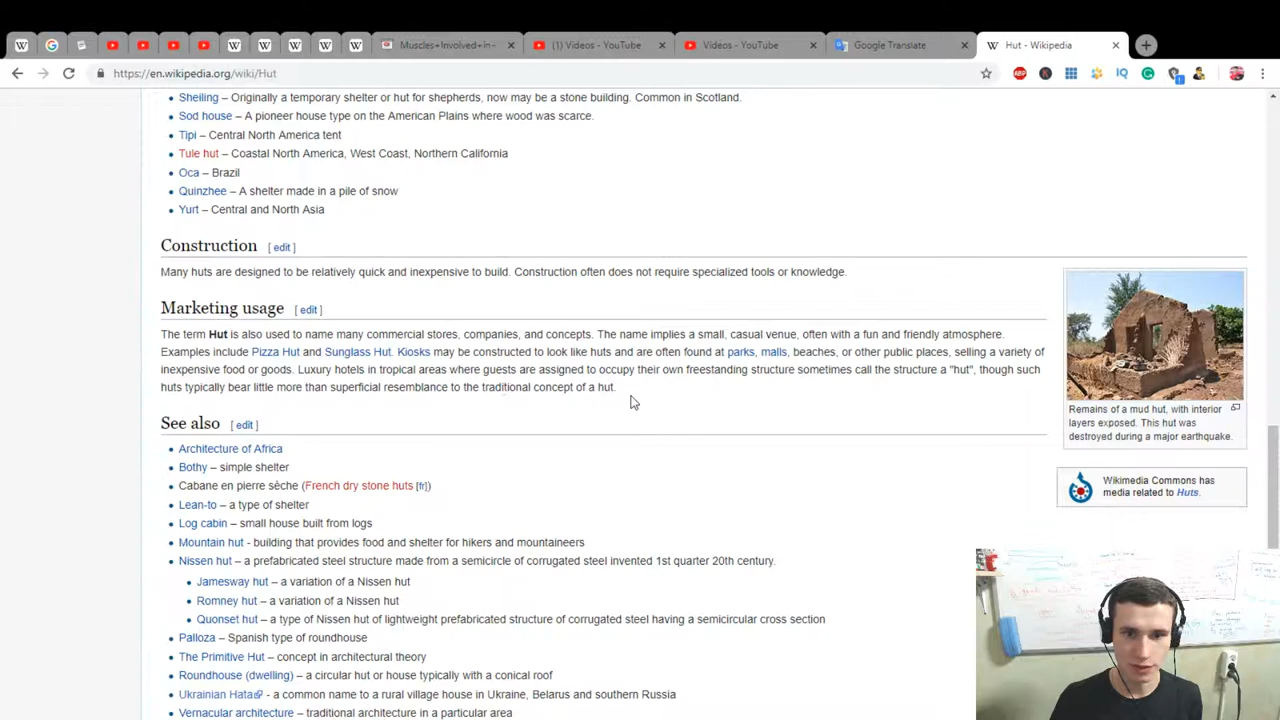 Muscles+Involved+in+
(1) Videos - YouTube
Videos - YouTube
Google Translate
Hut - Wikipedia
https://en.wikipedia.org/wiki/Hut
Sheiling – Originally a temporary shelter or hut for shepherds, now may be a stone building. Common in Scotland.
Sod house – A pioneer house type on the American Plains where wood was scarce.
Tipi – Central North America tent
Tule hut – Coastal North America, West Coast, Northern California
Oca – Brazil
Quinzhee – A shelter made in a pile of snow
Yurt – Central and North Asia
Construction [ edit ]
Many huts are designed to be relatively quick and inexpensive to build. Construction often does not require specialized tools or knowledge.
Marketing usage [ edit ]
The term Hut is also used to name many commercial stores, companies, and concepts. The name implies a small, casual venue, often with a fun and friendly atmosphere.
Examples include Pizza Hut and Sunglass Hut. Kiosks may be constructed to look like huts and are often found at parks, malls, beaches, or other public places, selling a variety of
inexpensive food or goods. Luxury hotels in tropical areas where guests are assigned to occupy their own freestanding structure sometimes call the structure a "hut", though such
huts typically bear little more than superficial resemblance to the traditional concept of a hut.
Remains of a mud hut, with interior
layers exposed. This hut was
destroyed during a major earthquake.
Wikimedia Commons has
media related to Huts.
See also [ edit ]
Architecture of Africa
Bothy – simple shelter
Cabane en pierre sèche (French dry stone huts [fr])
Lean-to – a type of shelter
Log cabin – small house built from logs
Mountain hut - building that provides food and shelter for hikers and mountaineers
Nissen hut – a prefabricated steel structure made from a semicircle of corrugated steel invented 1st quarter 20th century.
Jamesway hut – a variation of a Nissen hut
Romney hut – a variation of a Nissen hut
Quonset hut – a type of Nissen hut of lightweight prefabricated structure of corrugated steel having a semicircular cross section
Palloza – Spanish type of roundhouse
The Primitive Hut – concept in architectural theory
Roundhouse (dwelling) – a circular hut or house typically with a conical roof
Ukrainian Hata - a common name to a rural village house in Ukraine, Belarus and southern Russia
Vernacular architecture – traditional architecture in a particular area